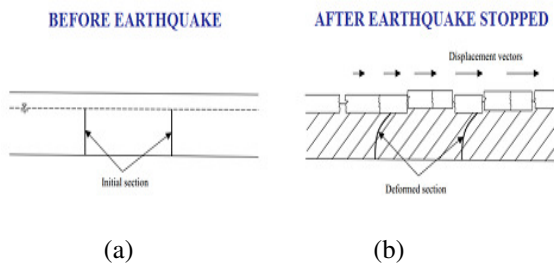 BEFORE EARTHQUAKE
Initial section
(a)
AFTER EARTHQUAKE STOPPED
Displacement vectors
Deformed section
(b)